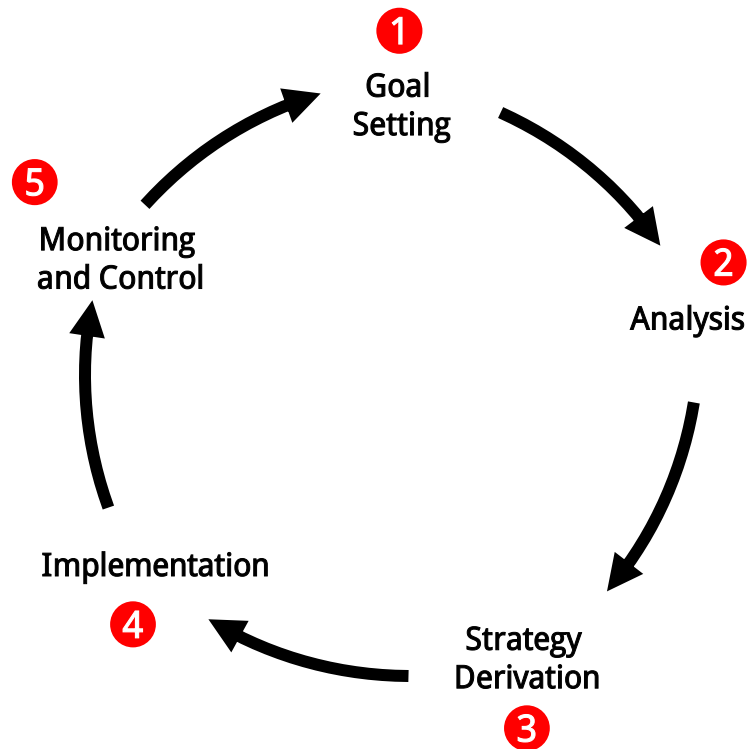 1
Goal
Setting
2
Analysis
3
Strategy
Derivation
4
Implementation
5
Monitoring
and Control